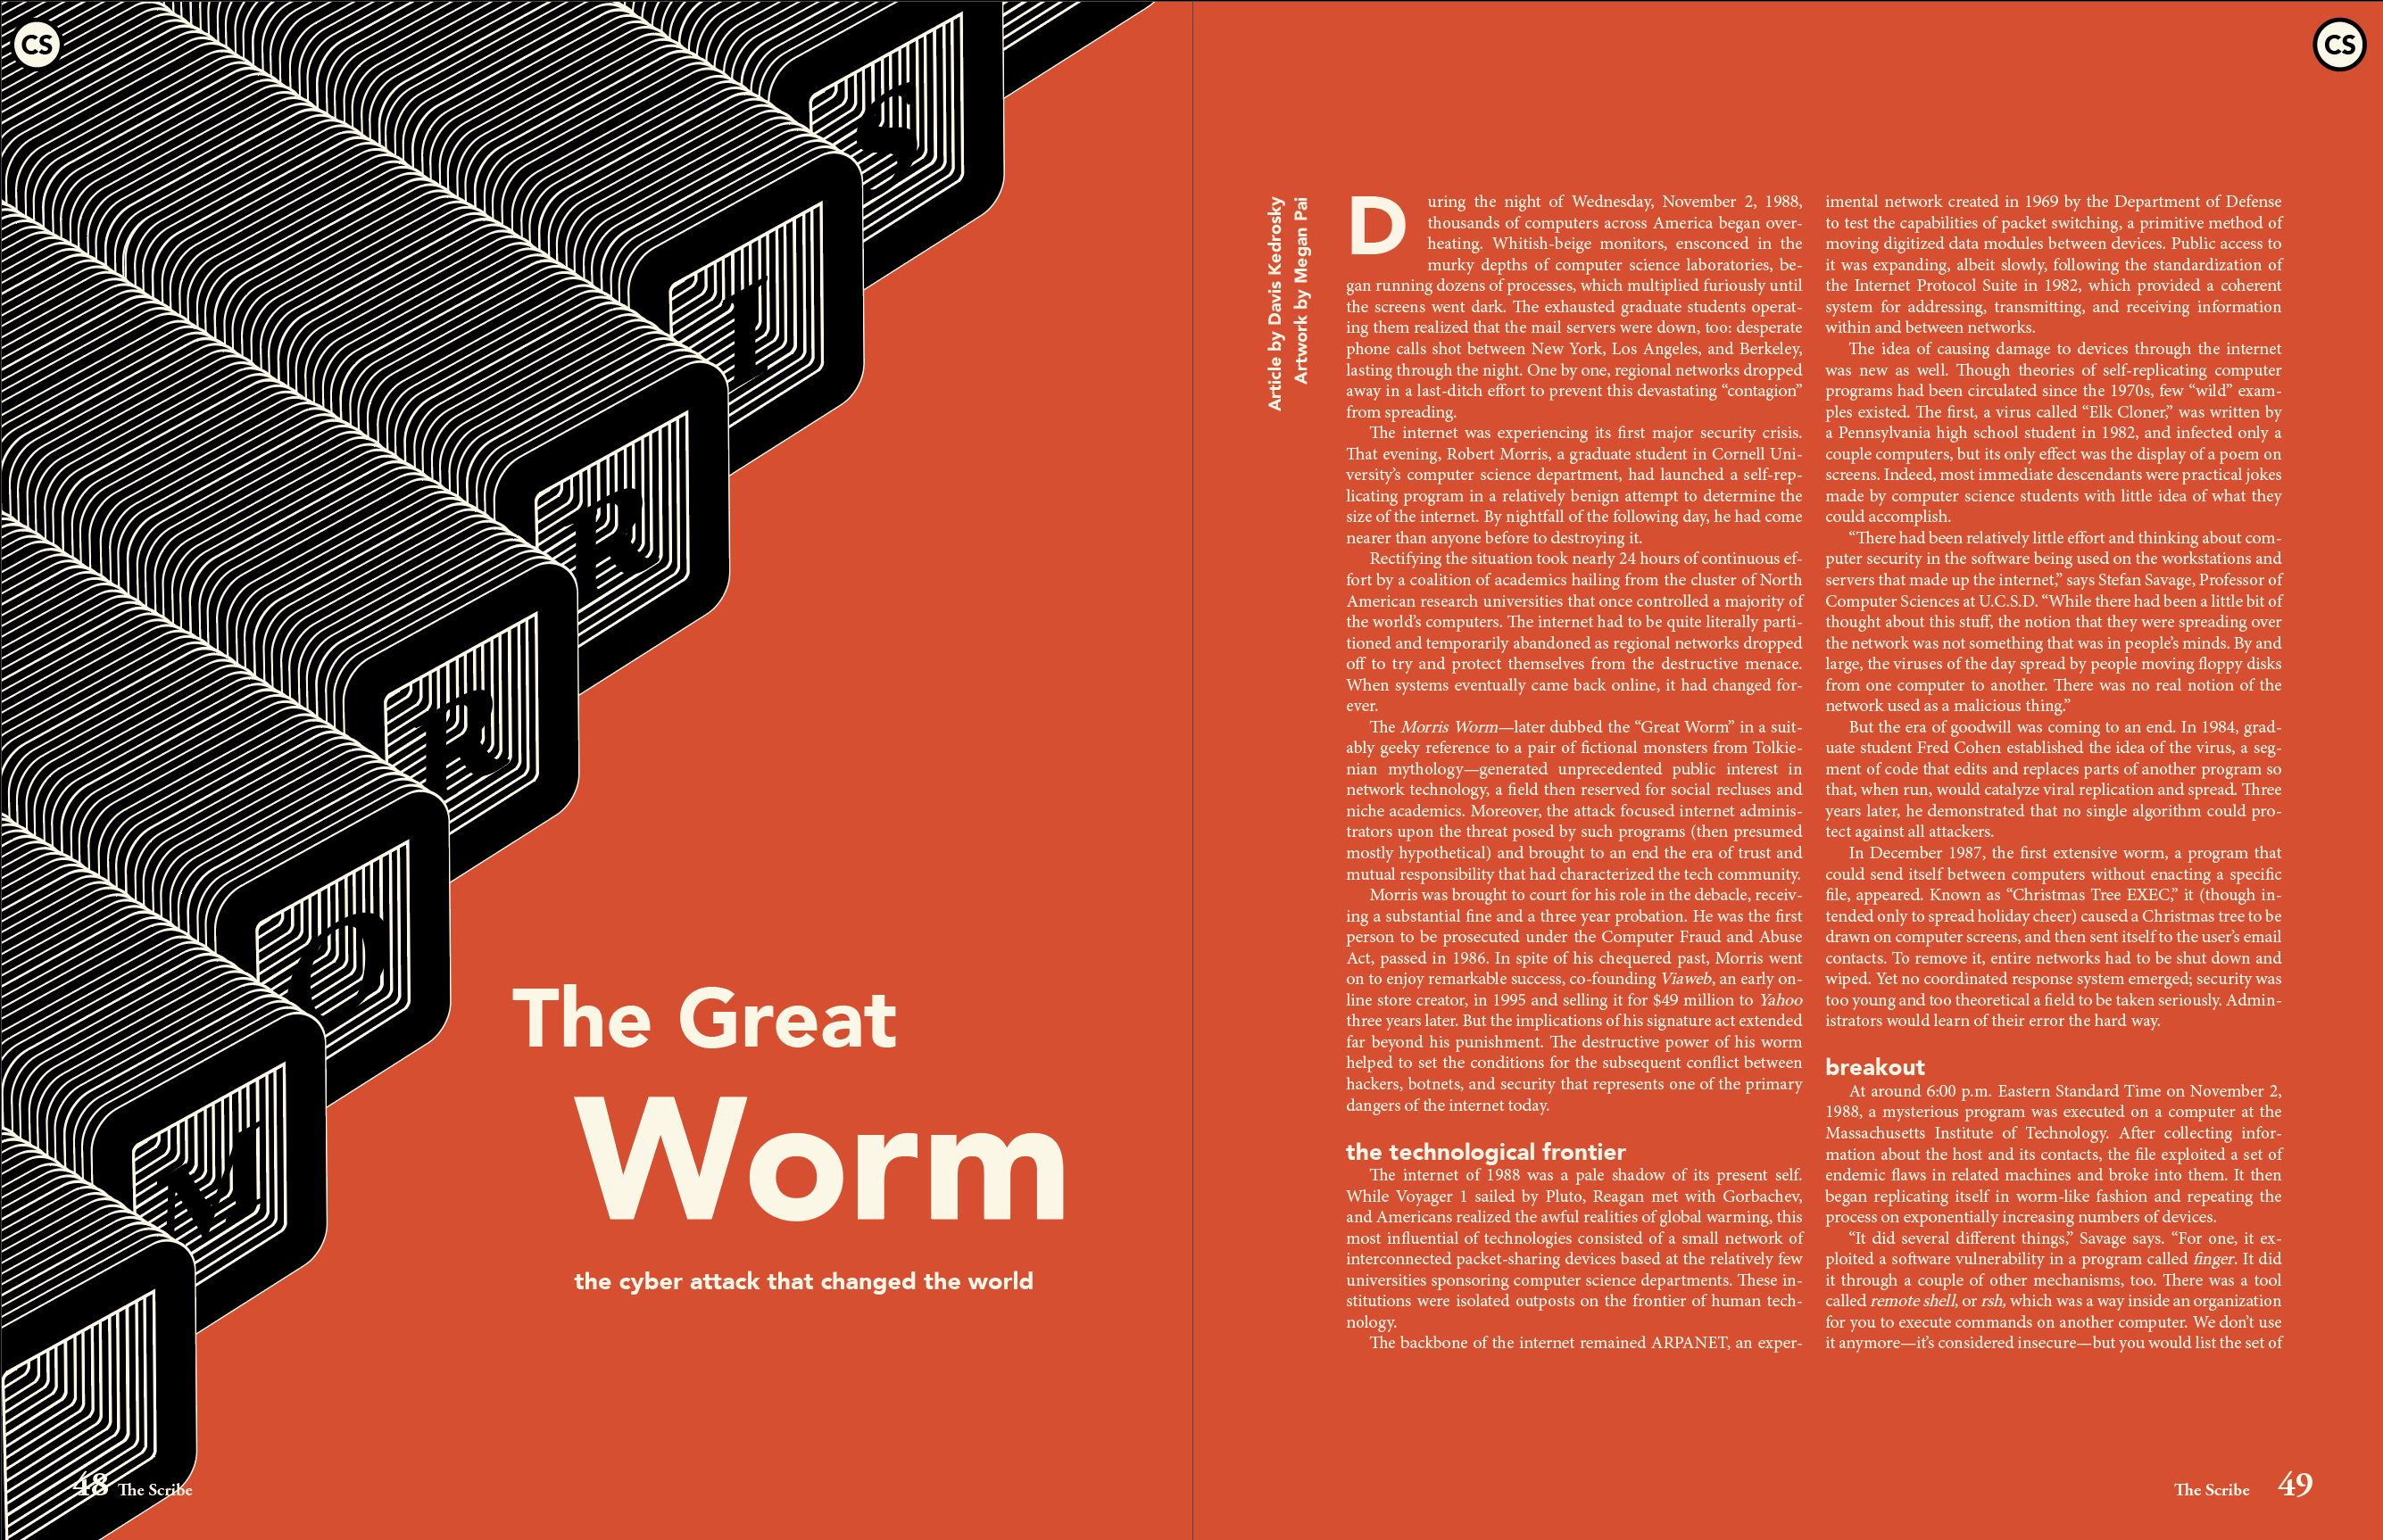 CS
S
I
R
R
O
M
The Great
Worm
the cyber attack that changed the world
48 The Scribe
CS
Article by Davis Kedrosky
Artwork by Megan Pai
During the night of Wednesday, November 2, 1988,
thousands of computers across America began over-
heating. Whitish-beige monitors, ensconced in the
murky depths of computer science laboratories, be-
gan running dozens of processes, which multiplied furiously until
the screens went dark. The exhausted graduate students operat-
ing them realized that the mail servers were down, too: desperate
phone calls shot between New York, Los Angeles, and Berkeley,
lasting through the night. One by one, regional networks dropped
away in a last-ditch effort to prevent this devastating “contagion”
from spreading.
The internet was experiencing its first major security crisis.
That evening, Robert Morris, a graduate student in Cornell Uni-
versity’s computer science department, had launched a self-rep-
licating program in a relatively benign attempt to determine the
size of the internet. By nightfall of the following day, he had come
nearer than anyone before to destroying it.
Rectifying the situation took nearly 24 hours of continuous ef-
fort by a coalition of academics hailing from the cluster of North
American research universities that once controlled a majority of
the world’s computers. The internet had to be quite literally parti-
tioned and temporarily abandoned as regional networks dropped
off to try and protect themselves from the destructive menace.
When systems eventually came back online, it had changed for-
ever.
The Morris Worm—later dubbed the “Great Worm” in a suit-
ably geeky reference to a pair of fictional monsters from Tolkie-
nian mythology—generated unprecedented public interest in
network technology, a field then reserved for social recluses and
niche academics. Moreover, the attack focused internet adminis-
trators upon the threat posed by such programs (then presumed
mostly hypothetical) and brought to an end the era of trust and
mutual responsibility that had characterized the tech community.
Morris was brought to court for his role in the debacle, receiv-
ing a substantial fine and a three year probation. He was the first
person to be prosecuted under the Computer Fraud and Abuse
Act, passed in 1986. In spite of his chequered past, Morris went
on to enjoy remarkable success, co-founding Viaweb, an early on-
line store creator, in 1995 and selling it for $49 million to Yahoo
three years later. But the implications of his signature act extended
far beyond his punishment. The destructive power of his worm
helped to set the conditions for the subsequent conflict between
hackers, botnets, and security that represents one of the primary
dangers of the internet today.
the technological frontier
The internet of 1988 was a pale shadow of its present self.
While Voyager 1 sailed by Pluto, Reagan met with Gorbachev,
and Americans realized the awful realities of global warming, this
most influential of technologies consisted of a small network of
interconnected packet-sharing devices based at the relatively few
universities sponsoring computer science departments. These in-
stitutions were isolated outposts on the frontier of human tech-
nology.
The backbone of the internet remained ARPANET, an exper-
imental network created in 1969 by the Department of Defense
to test the capabilities of packet switching, a primitive method of
moving digitized data modules between devices. Public access to
it was expanding, albeit slowly, following the standardization of
the Internet Protocol Suite in 1982, which provided a coherent
system for addressing, transmitting, and receiving information
within and between networks.
The idea of causing damage to devices through the internet
was new as well. Though theories of self-replicating computer
programs had been circulated since the 1970s, few “wild” exam-
ples existed. The first, a virus called “Elk Cloner,” was written by
a Pennsylvania high school student in 1982, and infected only a
couple computers, but its only effect was the display of a poem on
screens. Indeed, most immediate descendants were practical jokes
made by computer science students with little idea of what they
could accomplish.
“There had been relatively little effort and thinking about com-
puter security in the software being used on the workstations and
servers that made up the internet,” says Stefan Savage, Professor of
Computer Sciences at U.C.S.D. “While there had been a little bit of
thought about this stuff, the notion that they were spreading over
the network was not something that was in people’s minds. By and
large, the viruses of the day spread by people moving floppy disks
from one computer to another. There was no real notion of the
network used as a malicious thing.”
But the era of goodwill was coming to an end. In 1984, grad-
uate student Fred Cohen established the idea of the virus, a seg-
ment of code that edits and replaces parts of another program so
that, when run, would catalyze viral replication and spread. Three
years later, he demonstrated that no single algorithm could pro-
tect against all attackers.
In December 1987, the first extensive worm, a program that
could send itself between computers without enacting a specific
file, appeared. Known as “Christmas Tree EXEC,” it (though in-
tended only to spread holiday cheer) caused a Christmas tree to be
drawn on computer screens, and then sent itself to the user’s email
contacts. To remove it, entire networks had to be shut down and
wiped. Yet no coordinated response system emerged; security was
too young and too theoretical a field to be taken seriously. Admin-
istrators would learn of their error the hard way.
breakout
At around 6:00 p.m. Eastern Standard Time on November 2,
1988, a mysterious program was executed on a computer at the
Massachusetts Institute of Technology. After collecting infor-
mation about the host and its contacts, the file exploited a set of
endemic flaws in related machines and broke into them. It then
began replicating itself in worm-like fashion and repeating the
process on exponentially increasing numbers of devices.
“It did several different things,” Savage says. “For one, it ex-
ploited a software vulnerability in a program called finger. It did
it through a couple of other mechanisms, too. There was a tool
called remote shell, or rsh, which was a way inside an organization
for you to execute commands on another computer. We don’t use
it anymore—it’s considered insecure—but you would list the set of
The Scribe 49